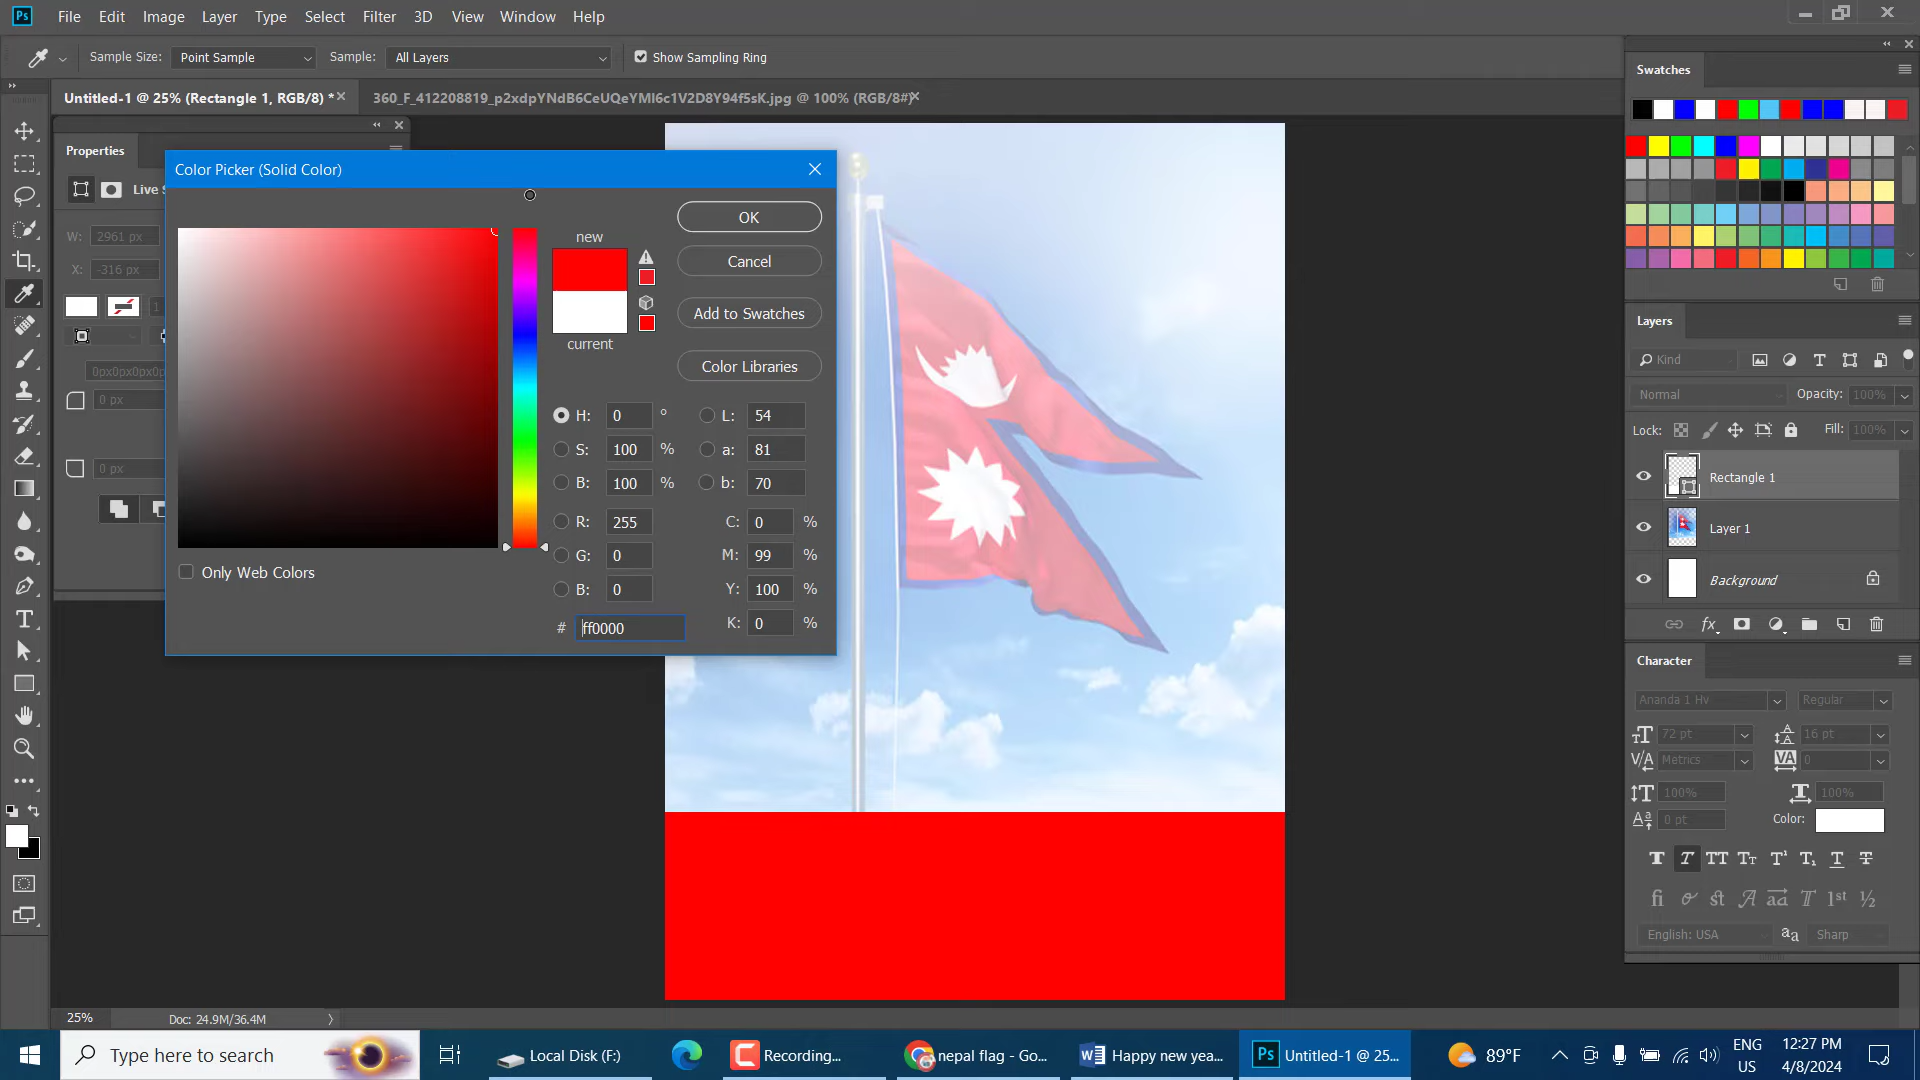 Ps File Edit Image Layer Type Select Filter 3D View Window Help
Sample Size: Point Sample Sample: All Layers Show Sampling Ring
Untitled-1 @ 25% (Rectangle 1, RGB/8) * 360_F_412208819_p2xdpYNdB6CeUQeYMI6c1V2D8Y94f5sK.jpg @ 100% (RGB/8#)
Properties
Live
W: 2961 px
X: -316 px
1
0px0px0px0p
0 px
0 px
Color Picker (Solid Color)
new
current
OK
Cancel
Add to Swatches
Color Libraries
H: 0 ° L: 54
S: 100 % a: 81
B: 100 % b: 70
R: 255 C: 0 %
G: 0 M: 99 %
B: 0 Y: 100 %
# ff0000 K: 0 %
Only Web Colors
Swatches
Layers
Kind
Normal Opacity: 100%
Lock: Fill: 100%
Rectangle 1
Layer 1
Background
fx
Character
Ananda 1 Hv Regular
72 pt 16 pt
Metrics 0
100% 100%
0 pt Color:
English: USA aa Sharp
25% Doc: 24.9M/36.4M
Type here to search
Local Disk (F:)
Recording...
nepal flag - Go...
Happy new yea...
Untitled-1 @ 25...
89°F
ENG
US
12:27 PM
4/8/2024